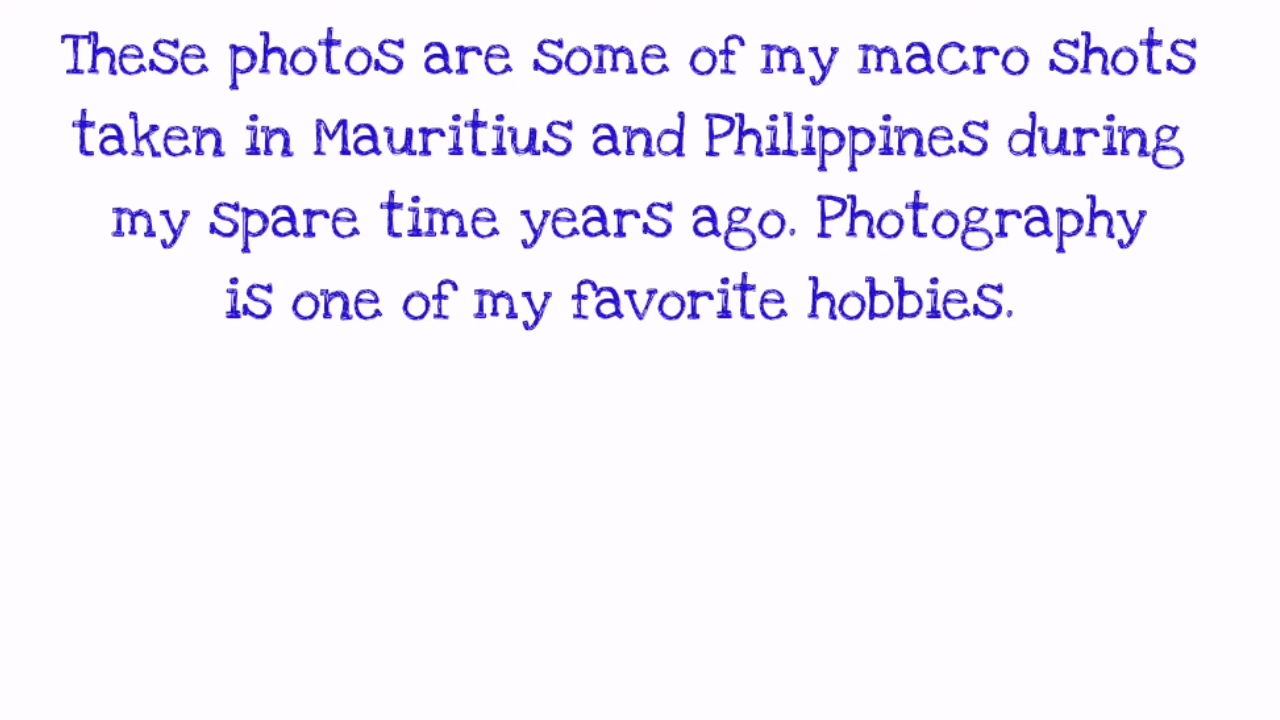 These photos are some of my macro shots
taken in Mauritius and Philippines during
my spare time years ago. Photography
is one of my favorite hobbies.